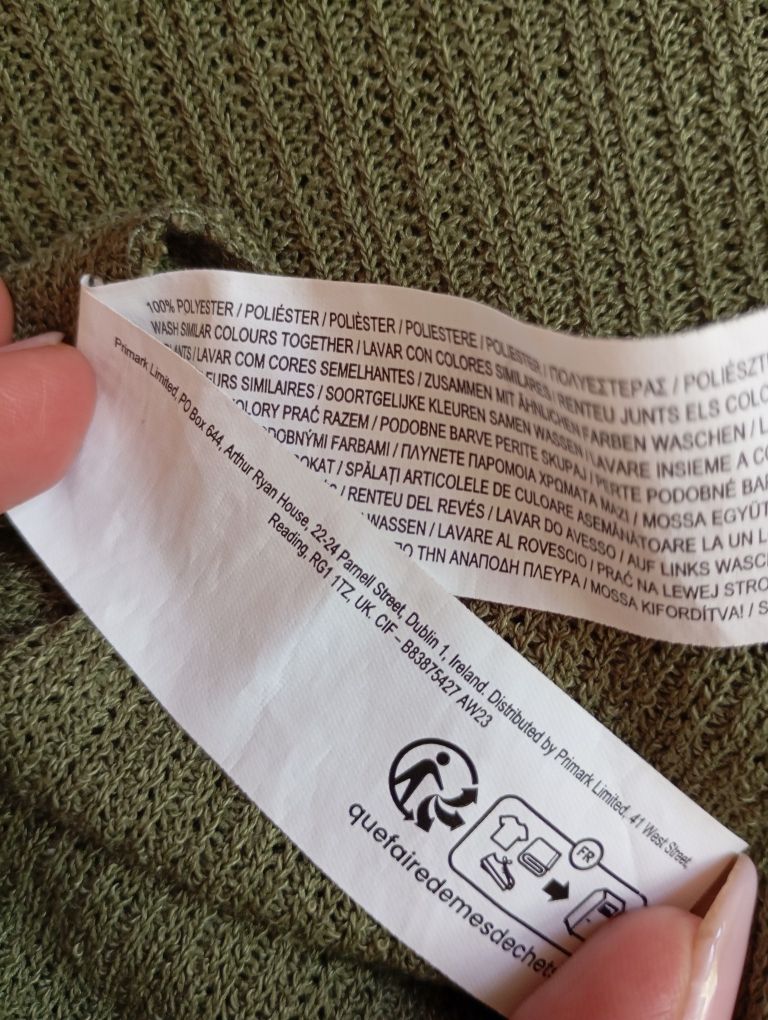 100% POLYESTER / POLIÉSTER / POLIÈSTER / POLIESTERE / POLIESTER / ΠΟΛΥΕΣΤΕΡΑΣ / POLIÉSZT
WASH SIMILAR COLOURS TOGETHER / LAVAR CON COLORES SIMILARES / RENTEU JUNTS ELS COLO
/ LAVAR COM CORES SEMELHANTES / ZUSAMMEN MIT ÄHNLICHEN FARBEN WASCHEN / L
EURS SIMILAIRES / SOORTGELIJKE KLEUREN SAMEN WASSEN / LAVARE INSIEME A CO
OLORY PRAĆ RAZEM / PODOBNE BARVE PERITE SKUPAJ / PERTE PODOBNÉ BAR
DOBNÝMI FARBAMI / ΠΛΥΝΕΤΕ ΠΑΡΟΜΟΙΑ ΧΡΩΜΑΤΑ ΜΑΖΙ / MOSSA EGYÜT
OKAT / SPĂLAȚI ARTICOLELE DE CULOARE ASEMĂNĂTOARE LA UN L
/ RENTEU DEL REVÉS / LAVAR DO AVESSO / AUF LINKS WASC
WASSEN / LAVARE AL ROVESCIO / PRAĆ NA LEWEJ STRO
ΠΟ ΤΗΝ ΑΝΑΠΟΔΗ ΠΛΕΥΡΑ / MOSSA KIFORDÍTVA! / S
Primark Limited, PO Box 644, Arthur Ryan House, 22-24 Parnell Street, Dublin 1, Ireland. Distributed by Primark Limited, 41 West Street,
Reading, RG1 1TZ, UK. CIF – B83875427 AW23
FR
quefairedemesdechets